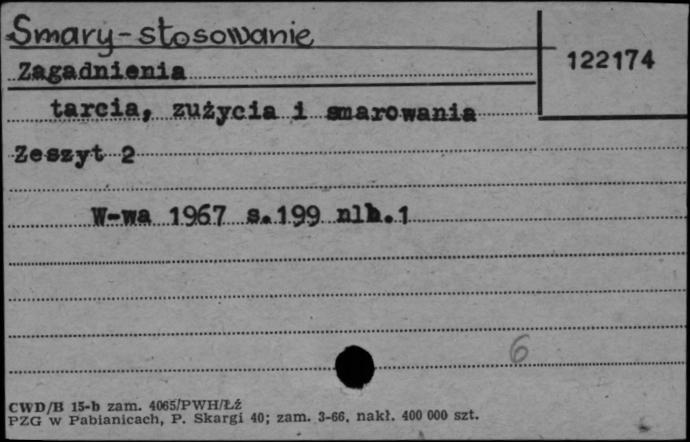 Smary-stosowanie
122174
Zagadnienia
tarcia, zużycia i smarowania
Zeszyt 2
W-wa 1967 s.199 nlb.1
6
CWD/B 15-b zam. 4065/PWH/Łź
PZG w Pabianicach, P. Skargi 40; zam. 3-66, nakł. 400 000 szt.